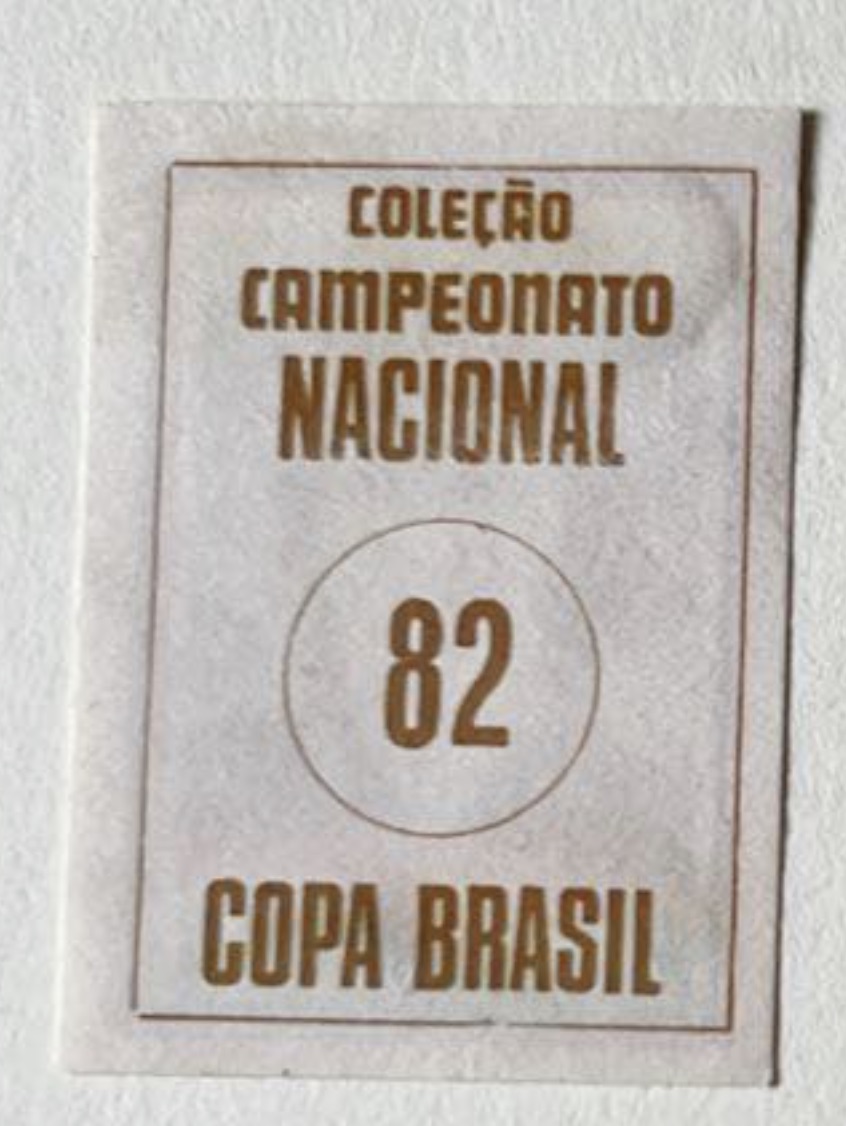 COLEÇÃO
CAMPEONATO
NACIONAL
82
COPA BRASIL